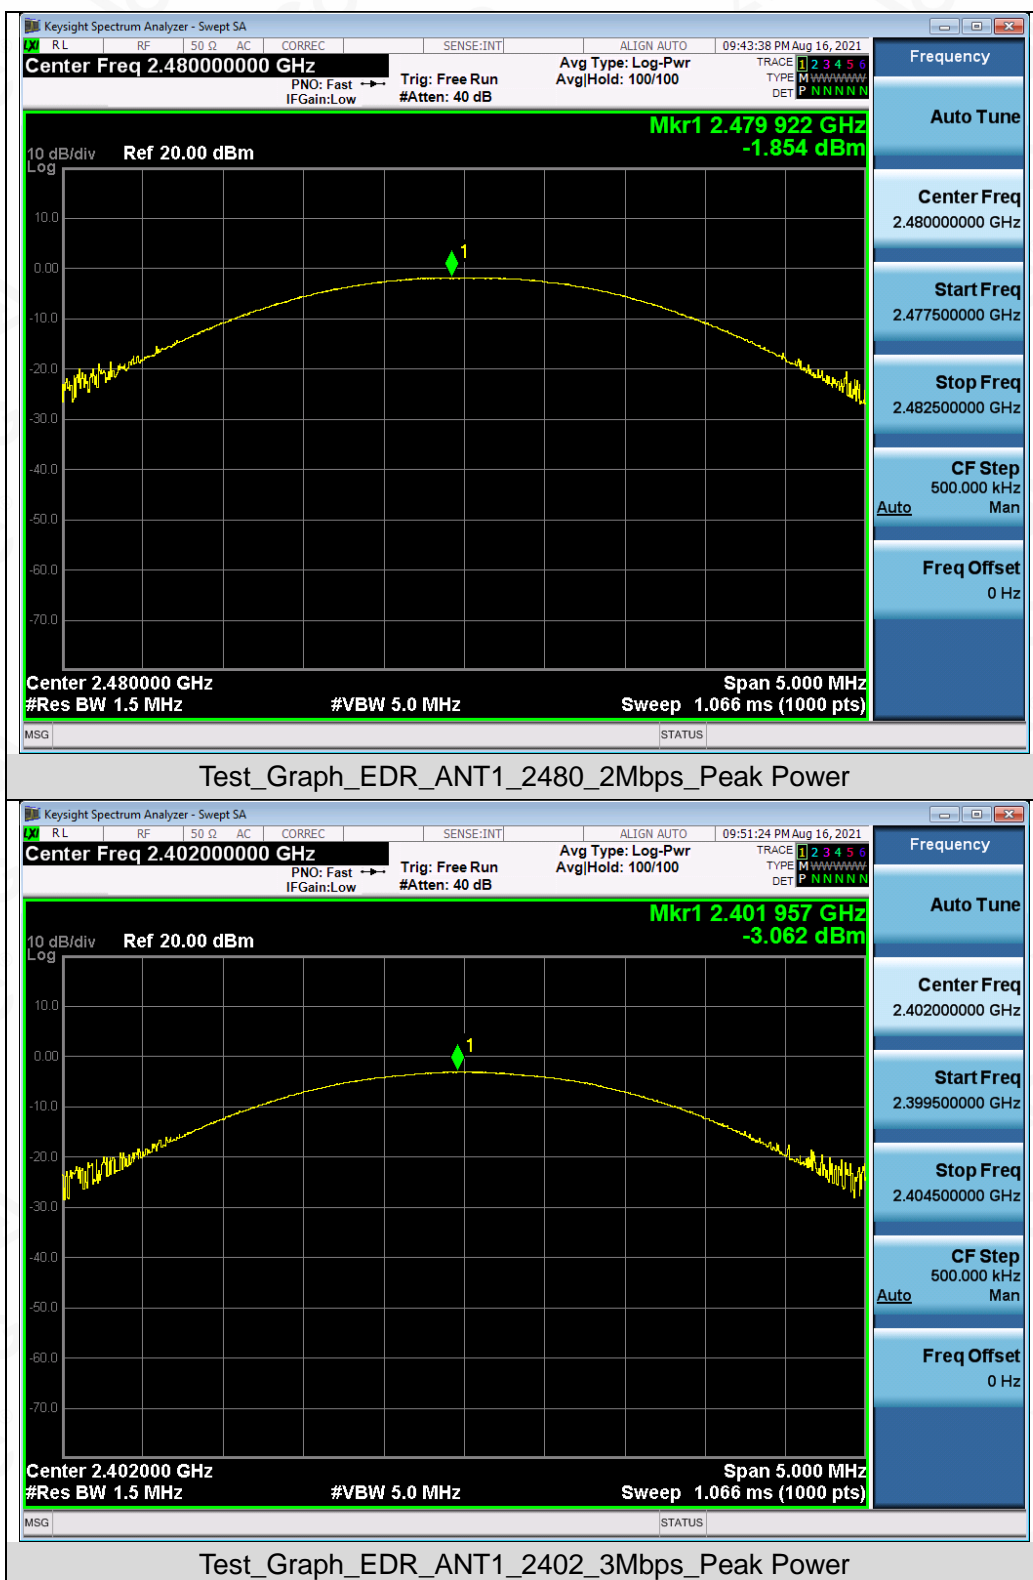 Keysight Spectrum Analyzer - Swept SA
LXI RL RF 50 Ω AC CORREC SENSE:INT ALIGN AUTO 09:43:38 PM Aug 16, 2021
Center Freq 2.480000000 GHz
PNO: Fast
IFGain:Low
Trig: Free Run
#Atten: 40 dB
Avg Type: Log-Pwr
Avg|Hold: 100/100
TRACE 1 2 3 4 5 6
TYPE M WWWWW
DET P N N N N N
Mkr1 2.479 922 GHz
-1.854 dBm
10 dB/div Ref 20.00 dBm
Log
10.0
0.00
-10.0
-20.0
-30.0
-40.0
-50.0
-60.0
-70.0
1
Center 2.480000 GHz Span 5.000 MHz
#Res BW 1.5 MHz #VBW 5.0 MHz Sweep 1.066 ms (1000 pts)
MSG STATUS
Frequency
Auto Tune
Center Freq
2.480000000 GHz
Start Freq
2.477500000 GHz
Stop Freq
2.482500000 GHz
CF Step
500.000 kHz
Auto Man
Freq Offset
0 Hz
Test_Graph_EDR_ANT1_2480_2Mbps_Peak Power
Keysight Spectrum Analyzer - Swept SA
LXI RL RF 50 Ω AC CORREC SENSE:INT ALIGN AUTO 09:51:24 PM Aug 16, 2021
Center Freq 2.402000000 GHz
PNO: Fast
IFGain:Low
Trig: Free Run
#Atten: 40 dB
Avg Type: Log-Pwr
Avg|Hold: 100/100
TRACE 1 2 3 4 5 6
TYPE M WWWWW
DET P N N N N N
Mkr1 2.401 957 GHz
-3.062 dBm
10 dB/div Ref 20.00 dBm
Log
10.0
0.00
-10.0
-20.0
-30.0
-40.0
-50.0
-60.0
-70.0
1
Center 2.402000 GHz Span 5.000 MHz
#Res BW 1.5 MHz #VBW 5.0 MHz Sweep 1.066 ms (1000 pts)
MSG STATUS
Frequency
Auto Tune
Center Freq
2.402000000 GHz
Start Freq
2.399500000 GHz
Stop Freq
2.404500000 GHz
CF Step
500.000 kHz
Auto Man
Freq Offset
0 Hz
Test_Graph_EDR_ANT1_2402_3Mbps_Peak Power